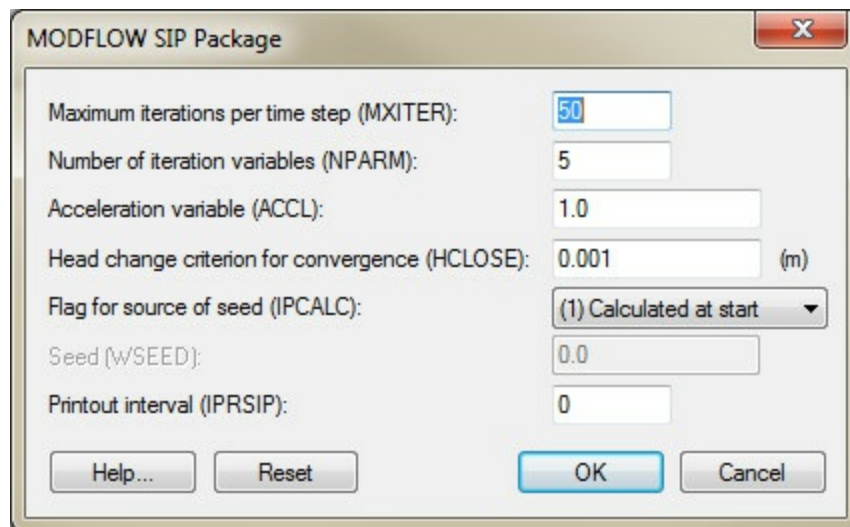 MODFLOW SIP Package
Maximum iterations per time step (MXITER): 50
Number of iteration variables (NPARM): 5
Acceleration variable (ACCL): 1.0
Head change criterion for convergence (HCLOSE): 0.001 (m)
Flag for source of seed (IPCALC): (1) Calculated at start
Seed (WSEED): 0.0
Printout interval (IPRSIP): 0
Help... Reset OK Cancel